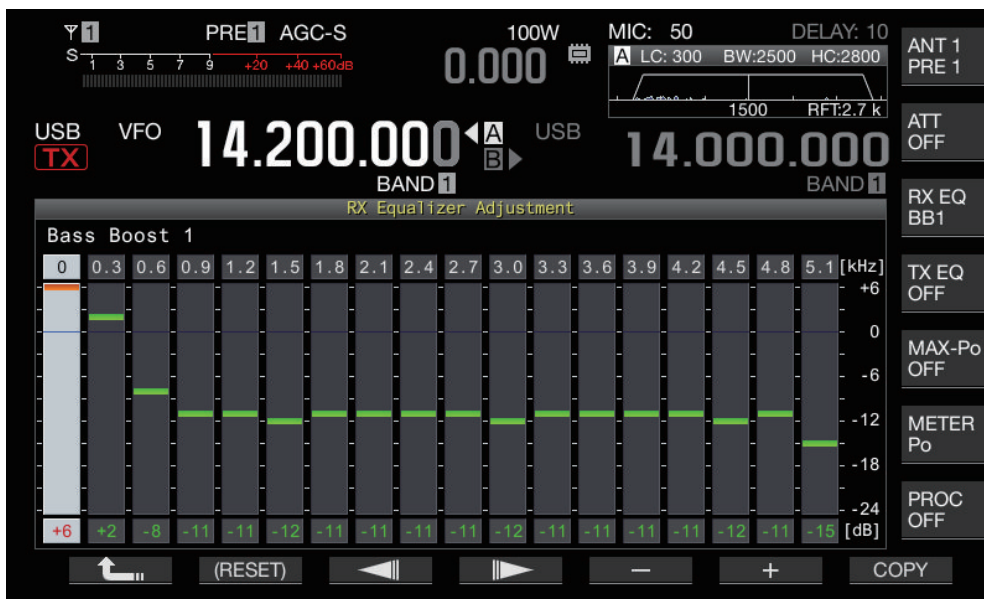 1 PRE1 AGC-S 100W MIC: 50 DELAY: 10
S 1 3 5 7 9 +20 +40 +60dB 0.000 A LC: 300 BW:2500 HC:2800
1500 RFT:2.7 k
USB VFO 14.200.000 A USB 14.000.000
TX B
BAND 1 BAND 1
RX Equalizer Adjustment
Bass Boost 1
0 0.3 0.6 0.9 1.2 1.5 1.8 2.1 2.4 2.7 3.0 3.3 3.6 3.9 4.2 4.5 4.8 5.1 [kHz]
+6
0
-6
-12
-18
-24
+6 +2 -8 -11 -11 -12 -11 -11 -11 -11 -12 -11 -11 -11 -11 -12 -11 -15 [dB]
ANT 1
PRE 1
ATT
OFF
RX EQ
BB1
TX EQ
OFF
MAX-Po
OFF
METER
Po
PROC
OFF
(RESET) − + COPY